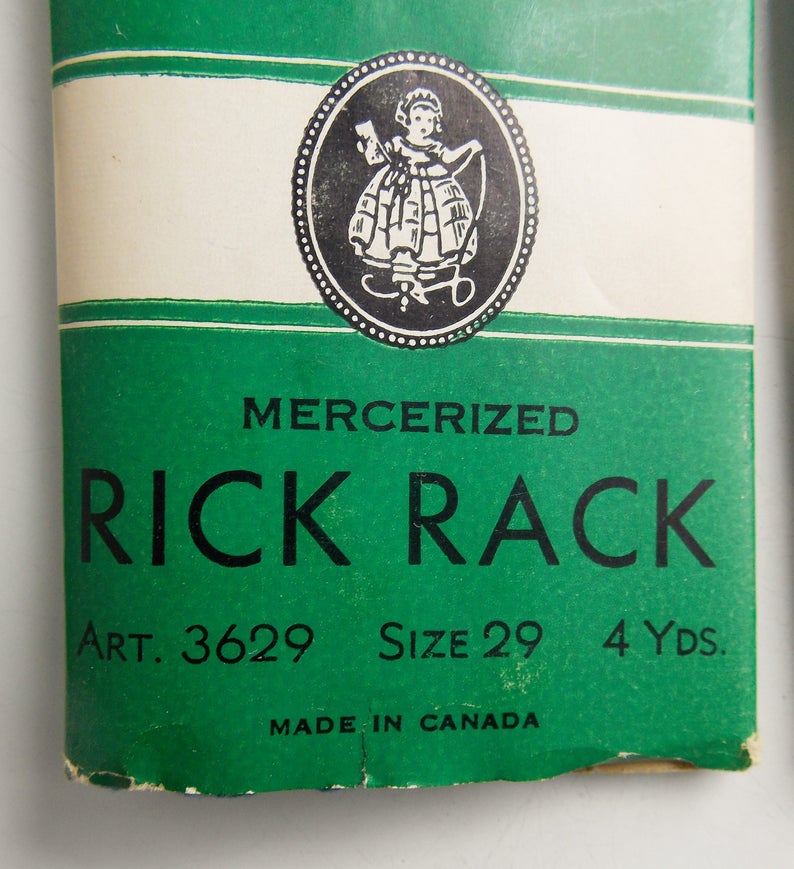 MERCERIZED
RICK RACK
ART. 3629 SIZE 29 4 YDS.
MADE IN CANADA